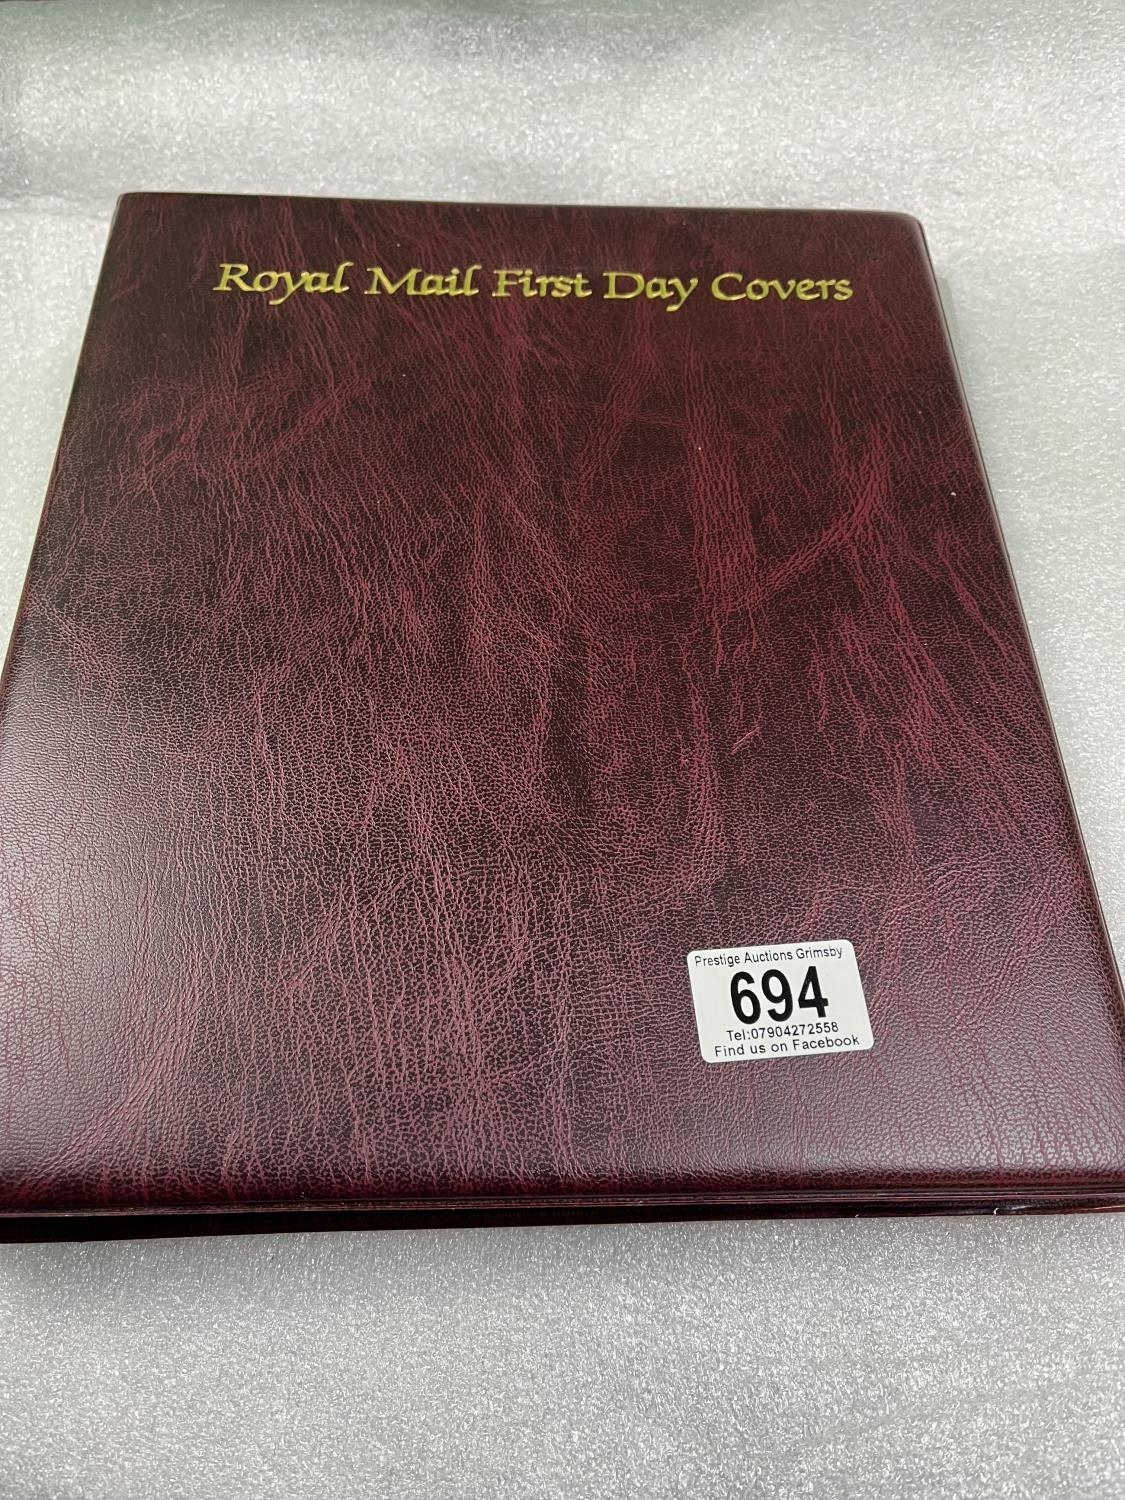 Royal Mail First Day Covers
Prestige Auctions Grimsby
694
Tel:07904272558
Find us on Facebook